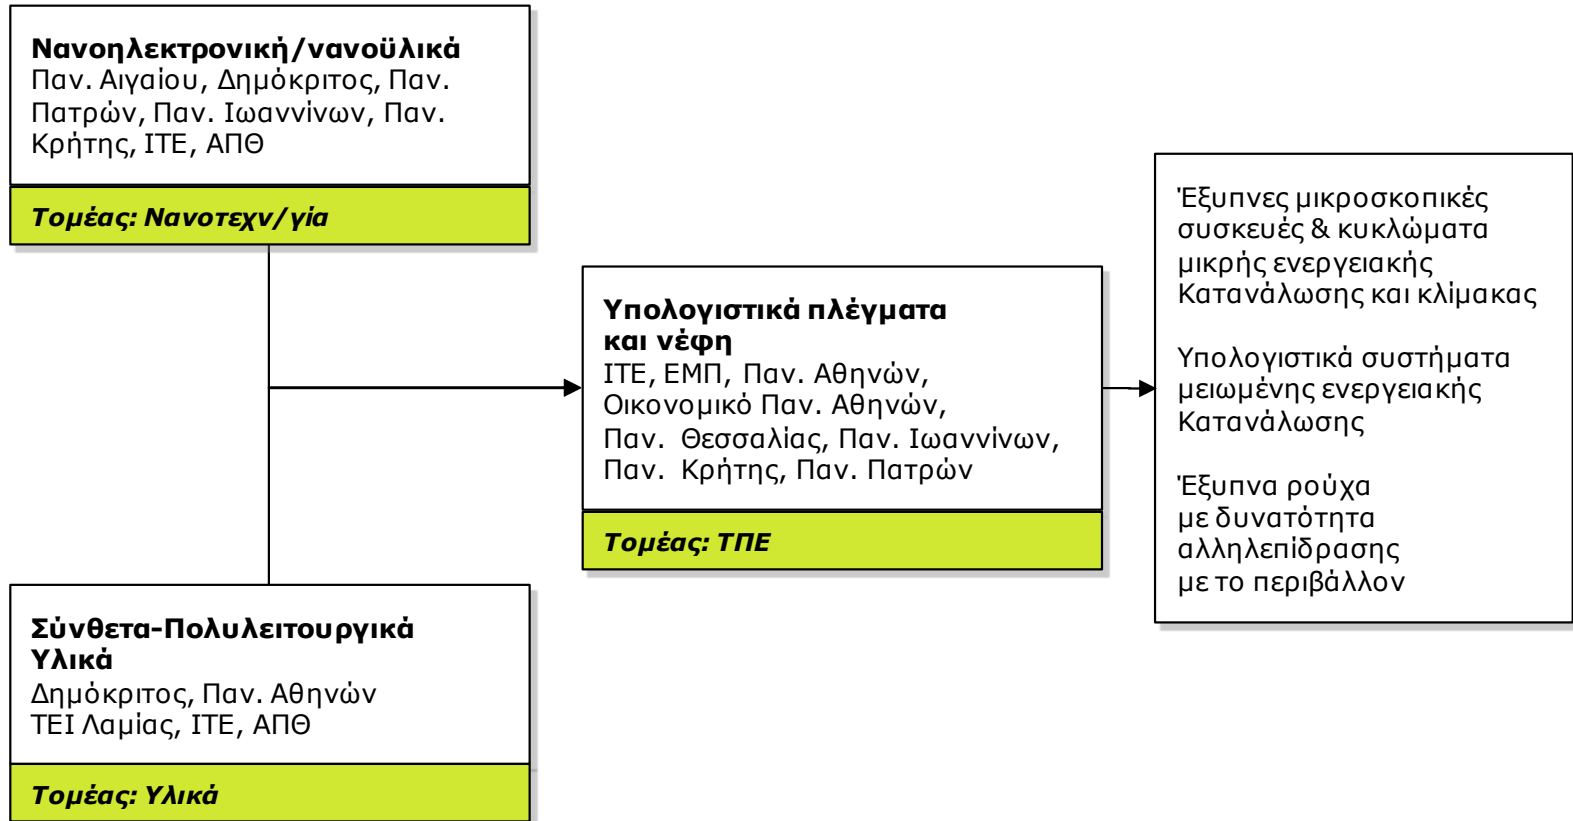 Νανοηλεκτρονική/νανοϋλικά
Παν. Αιγαίου, Δημόκριτος, Παν.
Πατρών, Παν. Ιωαννίνων, Παν.
Κρήτης, ΙΤΕ, ΑΠΘ
Τομέας: Νανοτεχν/γία
Σύνθετα-Πολυλειτουργικά
Υλικά
Δημόκριτος, Παν. Αθηνών
ΤΕΙ Λαμίας, ΙΤΕ, ΑΠΘ
Τομέας: Υλικά
Υπολογιστικά πλέγματα
και νέφη
ΙΤΕ, ΕΜΠ, Παν. Αθηνών,
Οικονομικό Παν. Αθηνών,
Παν. Θεσσαλίας, Παν. Ιωαννίνων,
Παν. Κρήτης, Παν. Πατρών
Τομέας: ΤΠΕ
Έξυπνες μικροσκοπικές
συσκευές & κυκλώματα
μικρής ενεργειακής
Κατανάλωσης και κλίμακας
Υπολογιστικά συστήματα
μειωμένης ενεργειακής
Κατανάλωσης
Έξυπνα ρούχα
με δυνατότητα
αλληλεπίδρασης
με το περιβάλλον